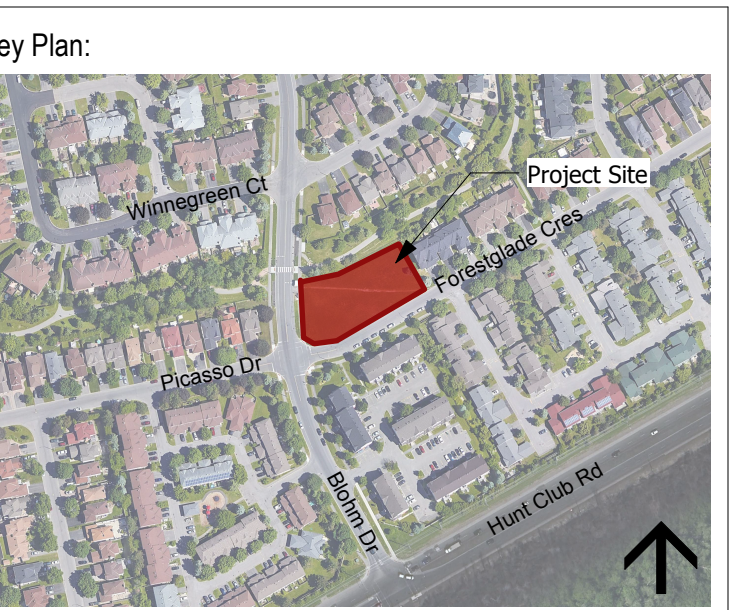 ey Plan:
Project Site
Winnegreen Ct
Forestglade Cres
Picasso Dr
Blohm Dr
Hunt Club Rd